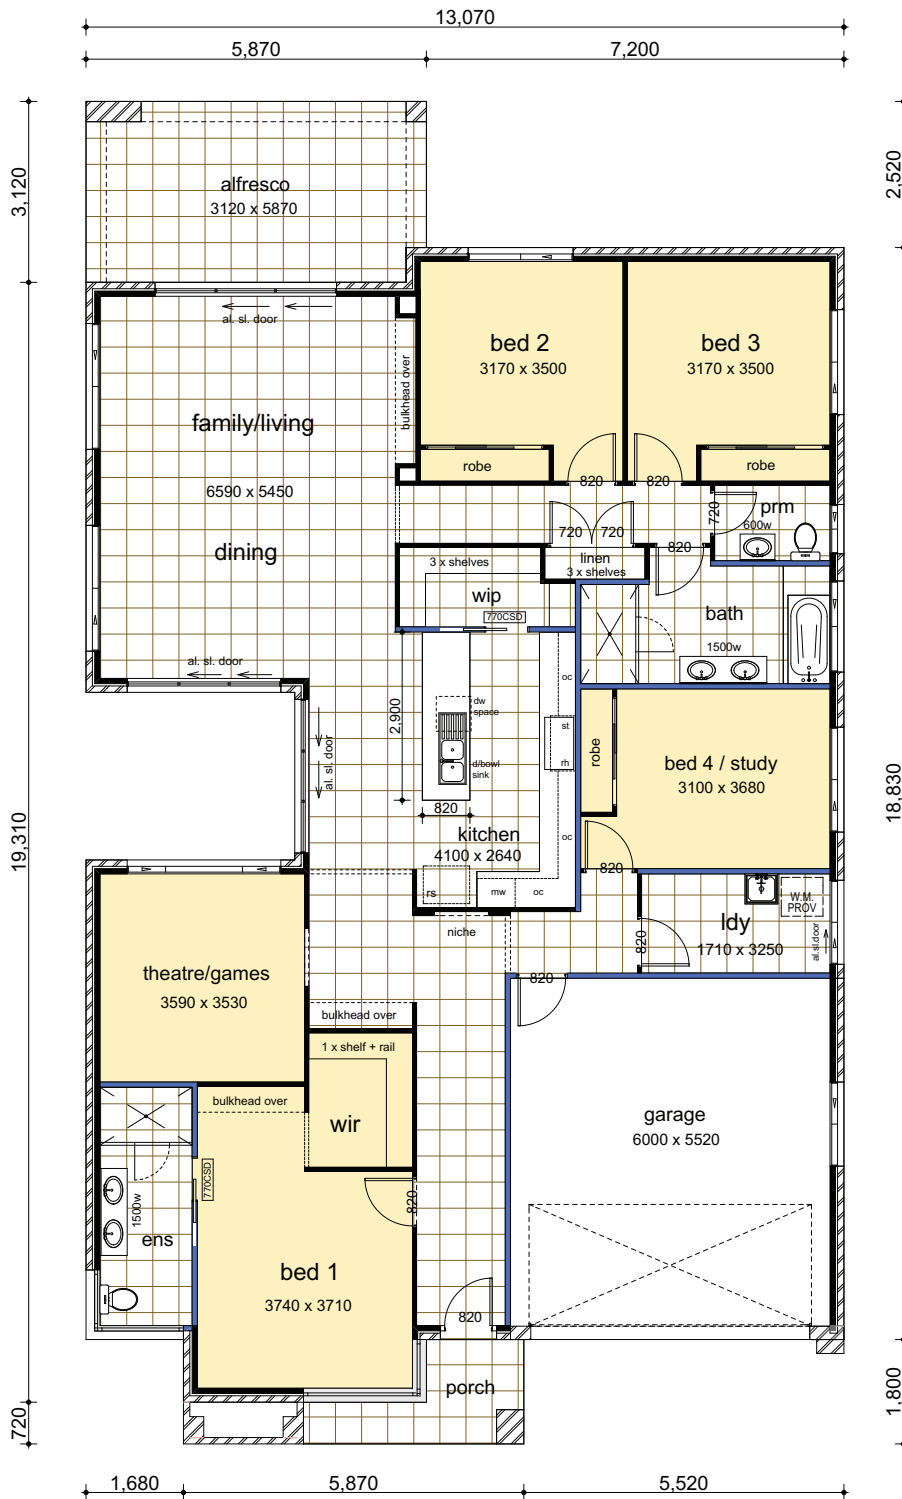 13,070
5,870
7,200
3,120
2,520
alfresco
3120 x 5870
al. sl. door
bulkhead over
bed 2
3170 x 3500
bed 3
3170 x 3500
family/living
robe
robe
6590 x 5450
820
820
prm
720
600w
720
720
dining
820
linen
3 x shelves
3 x shelves
wip
770CSD
bath
1500w
al. sl. door
oc
dw
space
2,900
st
al. sl. door
robe
bed 4 / study
3100 x 3680
d/bowl
sink
rh
19,310
18,830
820
kitchen
4100 x 2640
oc
820
rs
mw
oc
W.M.
PROV
ldy
1710 x 3250
al.sl.door
niche
820
theatre/games
3590 x 3530
820
bulkhead over
1 x shelf + rail
bulkhead over
wir
garage
6000 x 5520
770CSD
1500w
820
ens
bed 1
3740 x 3710
820
porch
720
1,800
1,680
5,870
5,520